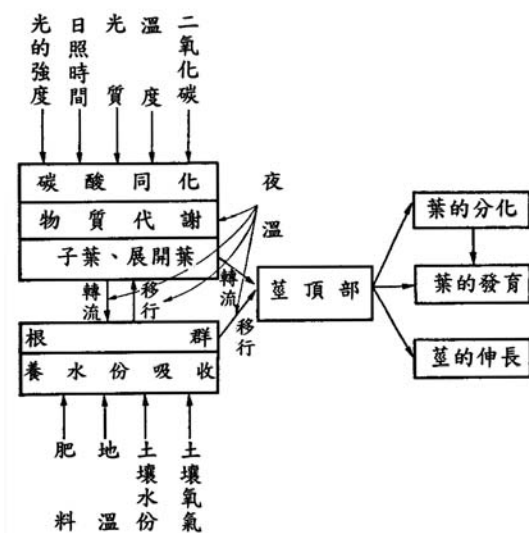 光的強度
日照時間
光質
溫度
二氧化碳
碳酸同化
物質代謝
子葉、展開葉
夜溫
轉流
移行
轉流
移行
根群
養水份吸收
肥料
地溫
土壤水份
土壤氧氣
莖頂部
葉的分化
葉的發育
莖的伸長